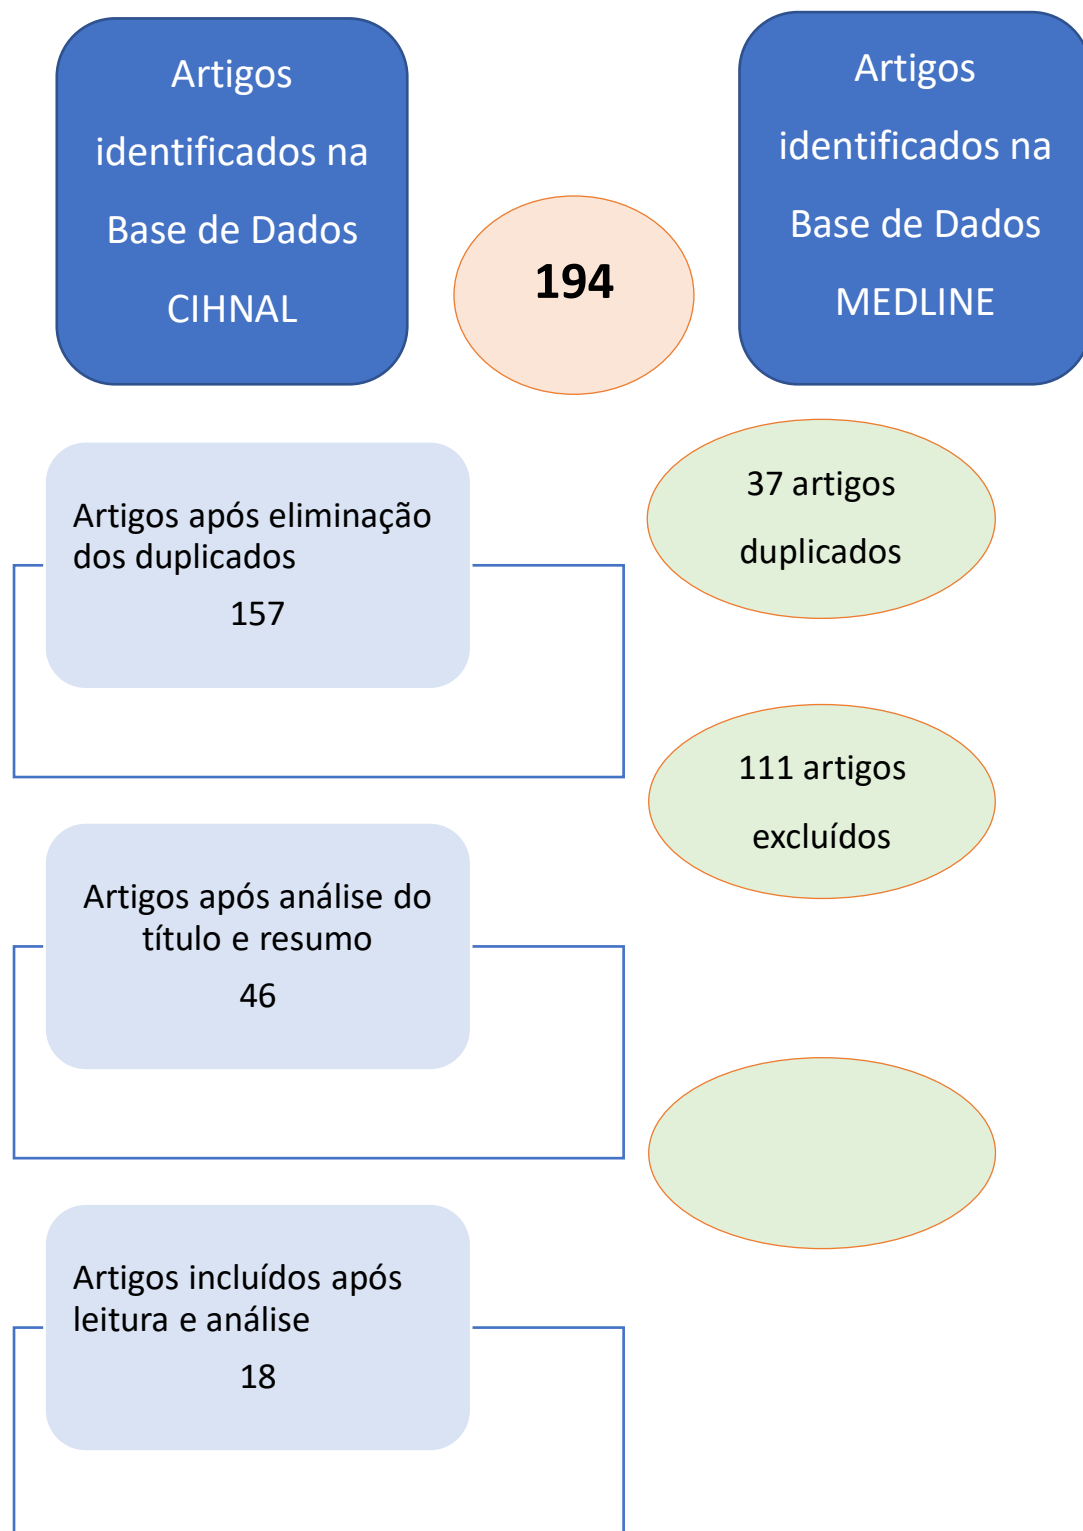 Artigos
identificados na
Base de Dados
CIHNAL
194
Artigos
identificados na
Base de Dados
MEDLINE
Artigos após eliminação
dos duplicados
157
37 artigos
duplicados
111 artigos
excluídos
Artigos após análise do
título e resumo
46
Artigos incluídos após
leitura e análise
18